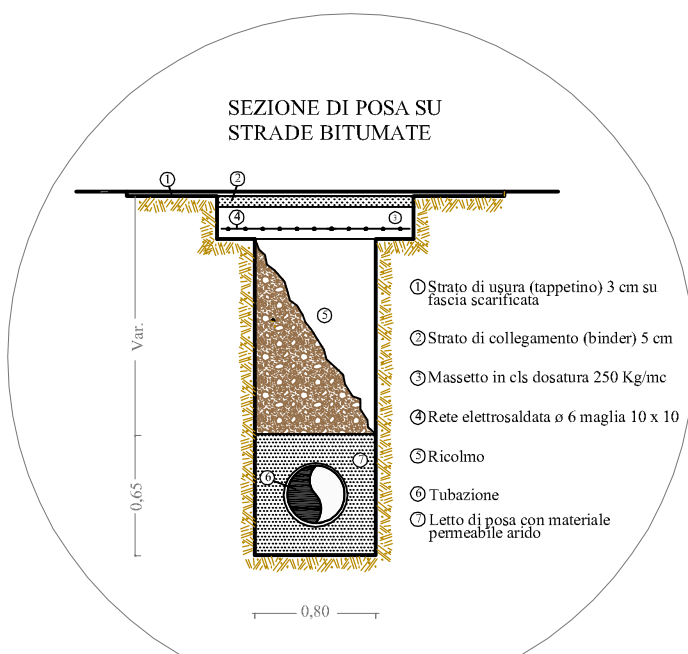 SEZIONE DI POSA SU
STRADE BITUMATE
1
2
4
3
5
7
6
Var.
0,65
0,80
1 Strato di usura (tappetino) 3 cm su
fascia scarificata
2 Strato di collegamento (binder) 5 cm
3 Massetto in cls dosatura 250 Kg/mc
4 Rete elettrosaldata ø 6 maglia 10 x 10
5 Ricolmo
6 Tubazione
7 Letto di posa con materiale
permeabile arido